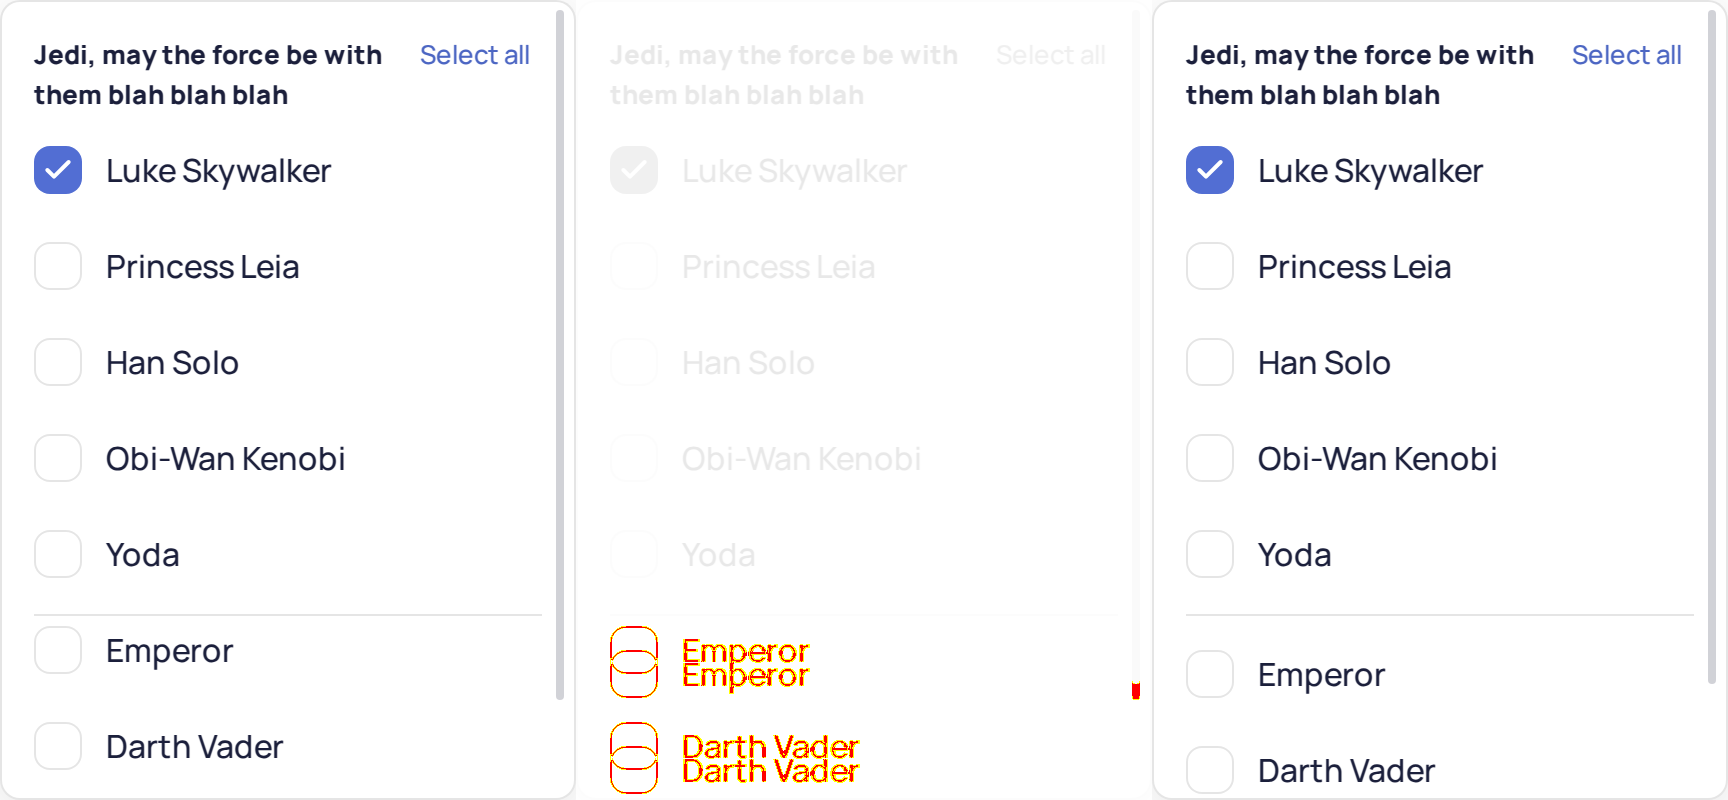 Jedi, may the force be with Select all
them blah blah blah
Luke Skywalker
Princess Leia
Han Solo
Obi-Wan Kenobi
Yoda
Emperor
Darth Vader
Jedi, may the force be with Select all
them blah blah blah
Luke Skywalker
Princess Leia
Han Solo
Obi-Wan Kenobi
Yoda
Emperor
Emperor
Darth Vader
Darth Vader
Jedi, may the force be with Select all
them blah blah blah
Luke Skywalker
Princess Leia
Han Solo
Obi-Wan Kenobi
Yoda
Emperor
Darth Vader